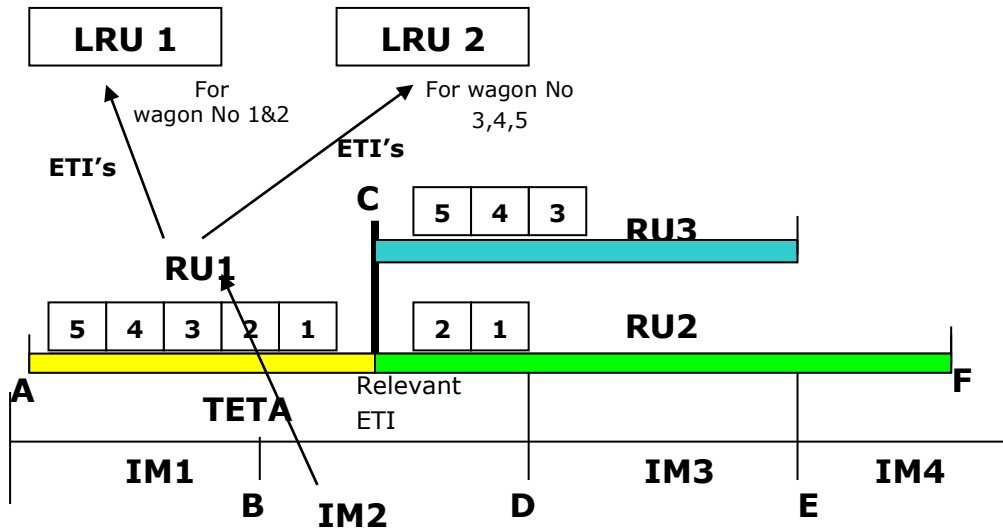 LRU 1
LRU 2
For
wagon No 1&2
For wagon No
3,4,5
ETI's
ETI's
C
5 4 3
RU3
RU1
5 4 3 2 1
2 1
RU2
A
Relevant
ETI
F
TETA
IM1
IM3
IM4
B
IM2
D
E